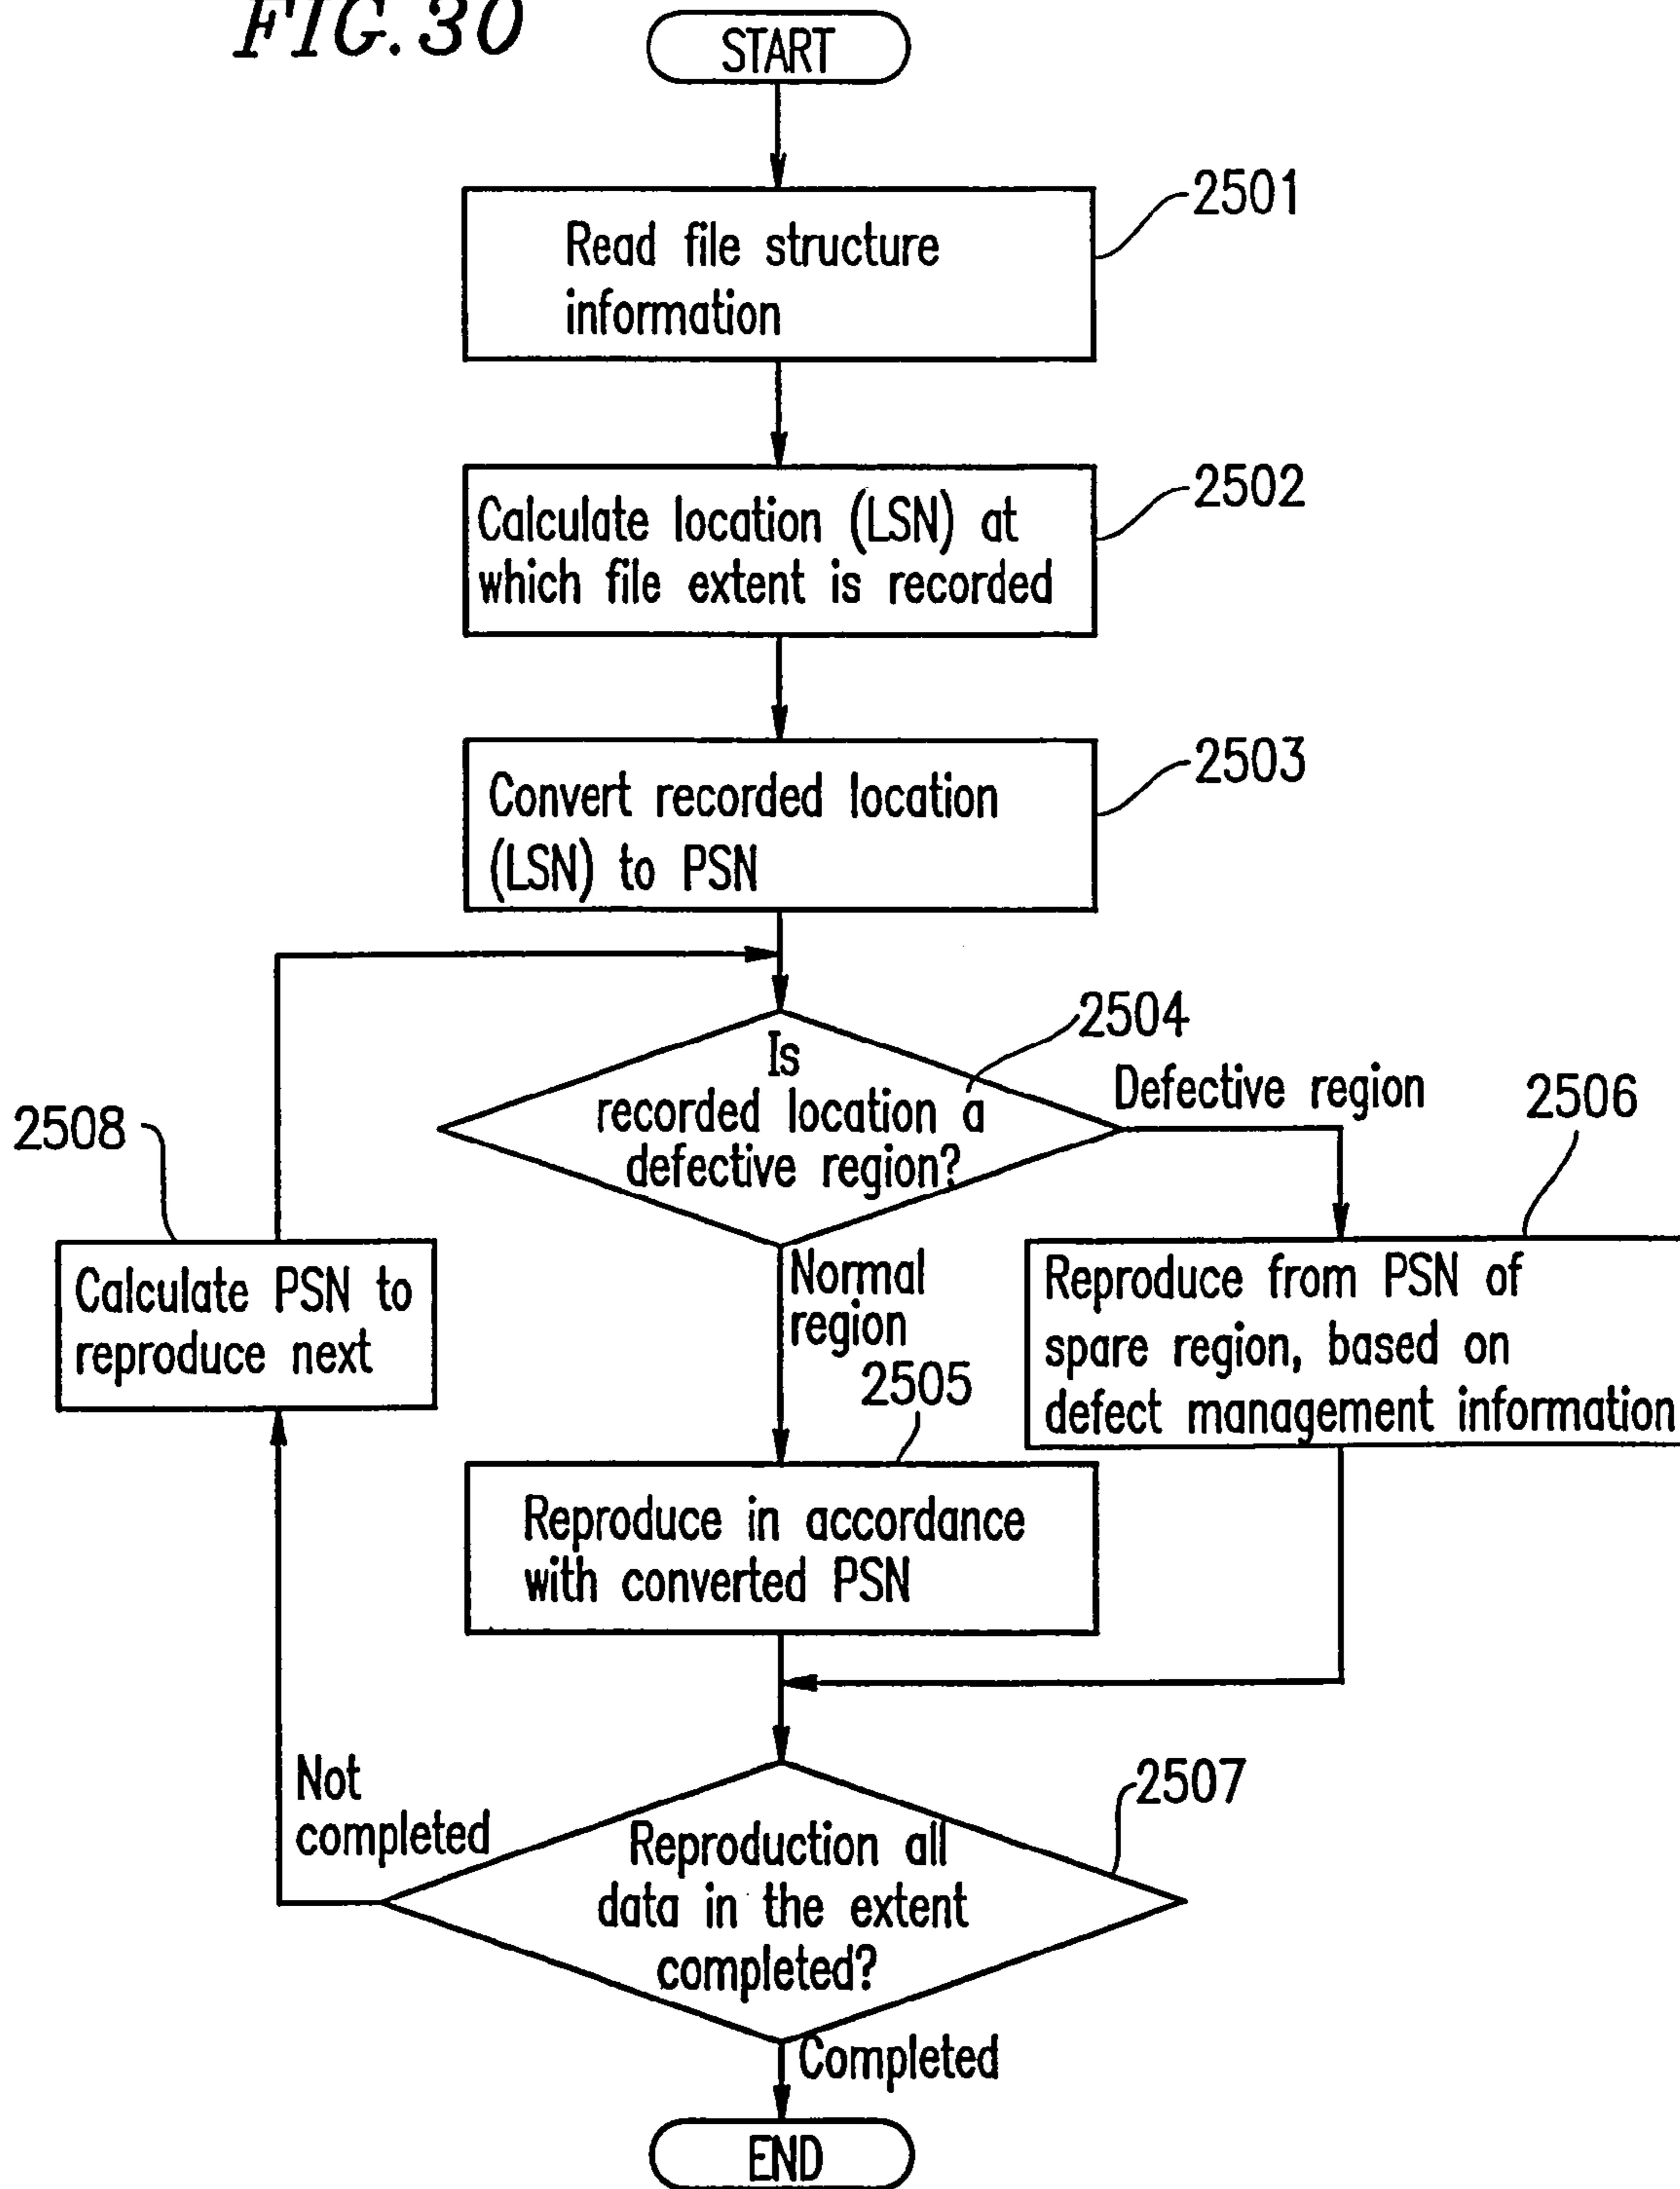 FIG. 30
START
2501
Read file structure
information
2502
Calculate location (LSN) at
which file extent is recorded
2503
Convert recorded location
(LSN) to PSN
2504
Is
recorded location a
defective region?
Defective region
2506
Reproduce from PSN of
spare region, based on
defect management information
2508
Calculate PSN to
reproduce next
Normal
region
2505
Reproduce in accordance
with converted PSN
Not
completed
2507
Reproduction all
data in the extent
completed?
Completed
END